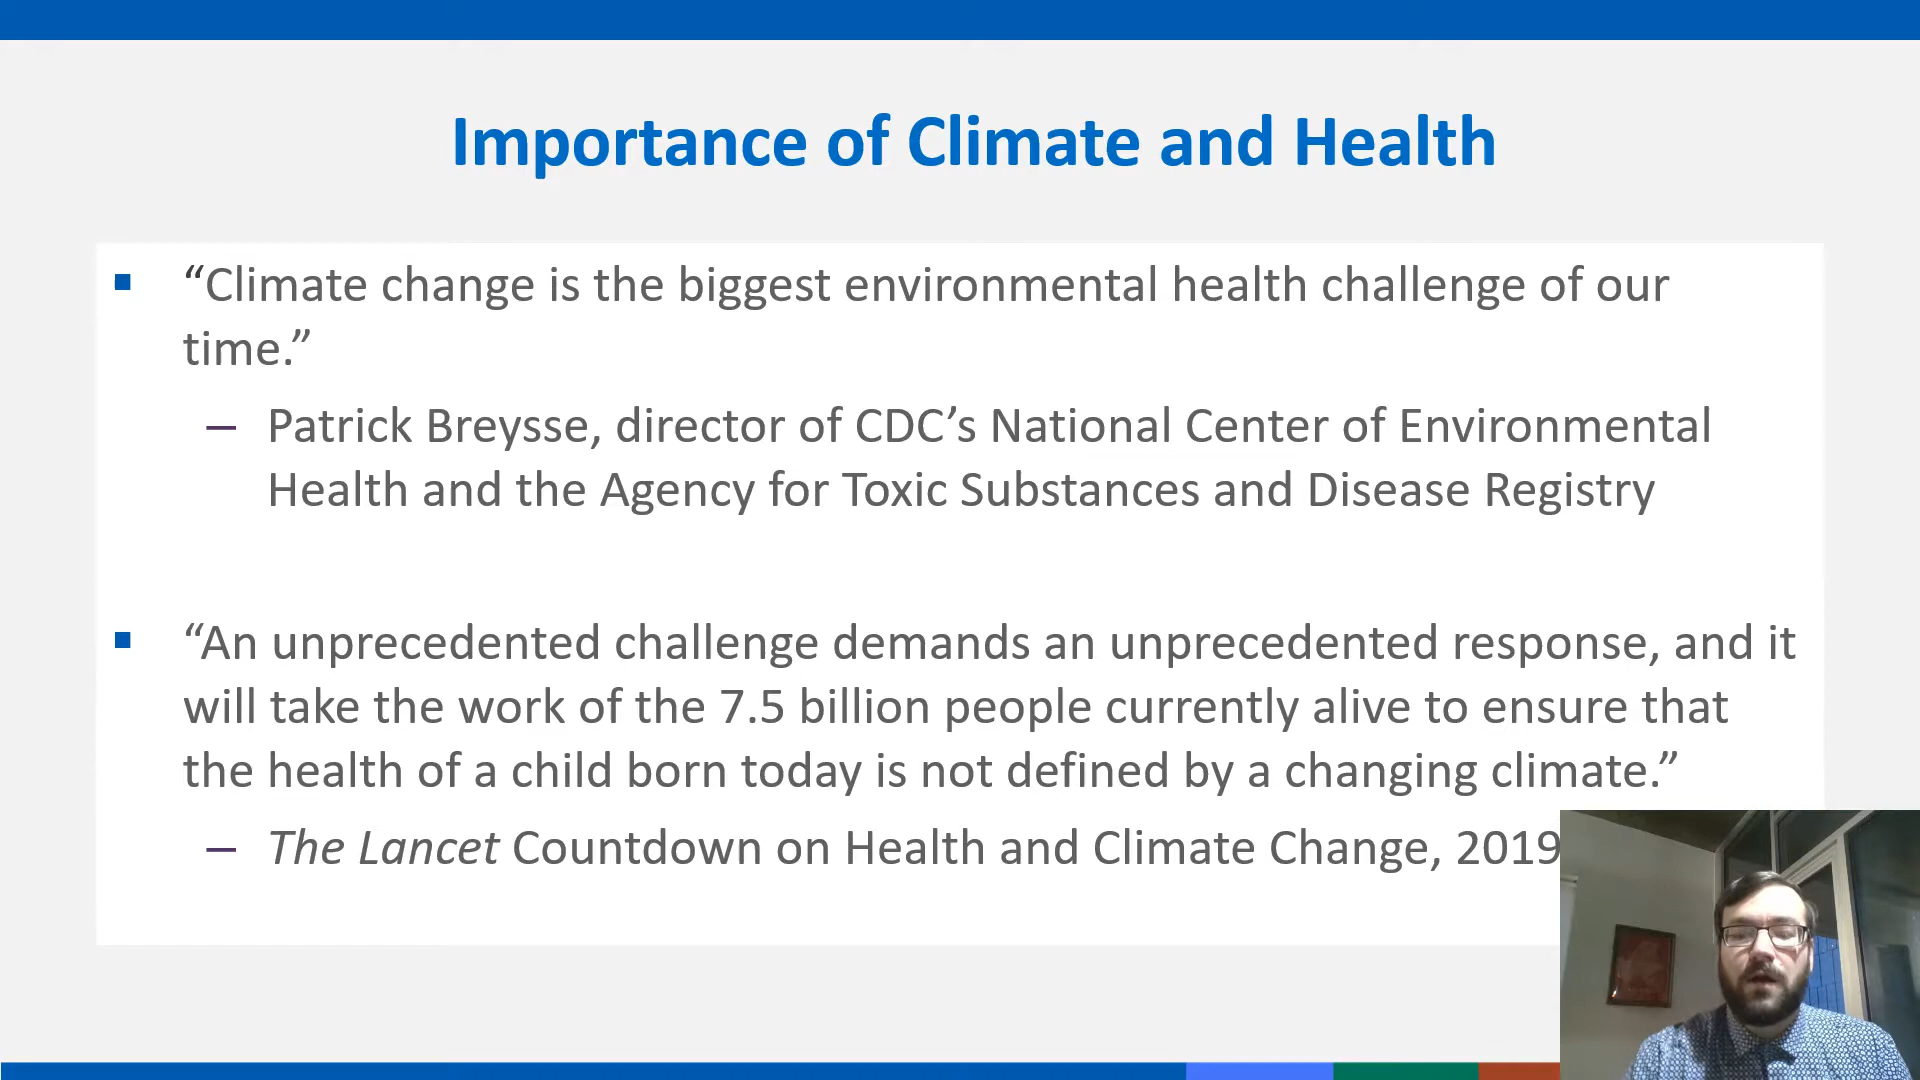 Importance of Climate and Health
“Climate change is the biggest environmental health challenge of our
time.”
– Patrick Breysse, director of CDC’s National Center of Environmental
Health and the Agency for Toxic Substances and Disease Registry
“An unprecedented challenge demands an unprecedented response, and it
will take the work of the 7.5 billion people currently alive to ensure that
the health of a child born today is not defined by a changing climate.”
– The Lancet Countdown on Health and Climate Change, 2019